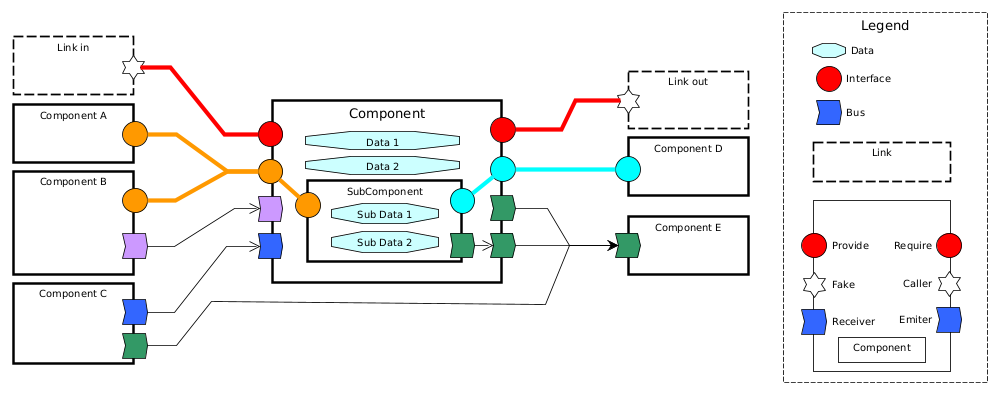 Link in
Component A
Component B
Component C
Component
Data 1
Data 2
SubComponent
Sub Data 1
Sub Data 2
Link out
Component D
Component E
Legend
Data
Interface
Bus
Link
Provide
Require
Fake
Caller
Receiver
Emiter
Component